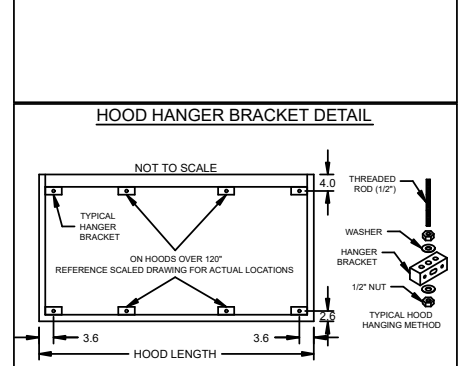 HOOD HANGER BRACKET DETAIL
NOT TO SCALE
4.0
TYPICAL
HANGER
BRACKET
ON HOODS OVER 120"
REFERENCE SCALED DRAWING FOR ACTUAL LOCATIONS
2.6
3.6
3.6
HOOD LENGTH
THREADED
ROD (1/2")
WASHER
HANGER
BRACKET
1/2" NUT
TYPICAL HOOD
HANGING METHOD